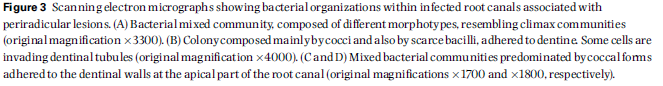 Figure 3 Scanning electron micrographs showing bacterial organizations within infected root canals associated with
periradicular lesions. (A) Bacterial mixed community, composed of different morphotypes, resembling climax communities
(original magnification ×3300). (B) Colony composed mainly by cocci and also by scarce bacilli, adhered to dentine. Some cells are
invading dentinal tubules (original magnification ×4000). (C and D) Mixed bacterial communities predominated by coccal forms
adhered to the dentinal walls at the apical part of the root canal (original magnifications ×1700 and ×1800, respectively).